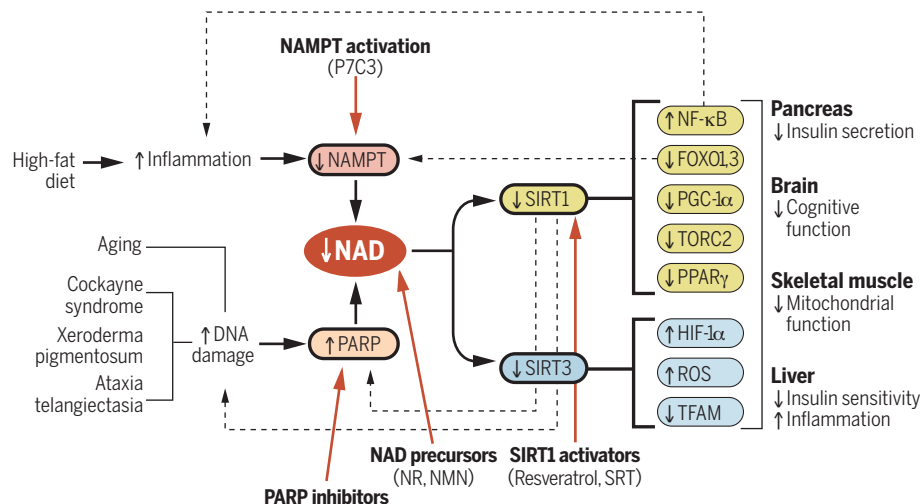 NAMPT activation
(P7C3)
High-fat
diet
↑ Inflammation
↓ NAMPT
↓ NAD
Aging
Cockayne
syndrome
Xeroderma
pigmentosum
Ataxia
telangiectasia
↑ DNA
damage
↑ PARP
PARP inhibitors
NAD precursors
(NR, NMN)
SIRT1 activators
(Resveratrol, SRT)
↓ SIRT1
↓ SIRT3
↑ NF-κB
↓ FOXO1,3
↓ PGC-1α
↓ TORC2
↓ PPARγ
↑ HIF-1α
↑ ROS
↓ TFAM
Pancreas
↓ Insulin secretion
Brain
↓ Cognitive
function
Skeletal muscle
↓ Mitochondrial
function
Liver
↓ Insulin sensitivity
↑ Inflammation